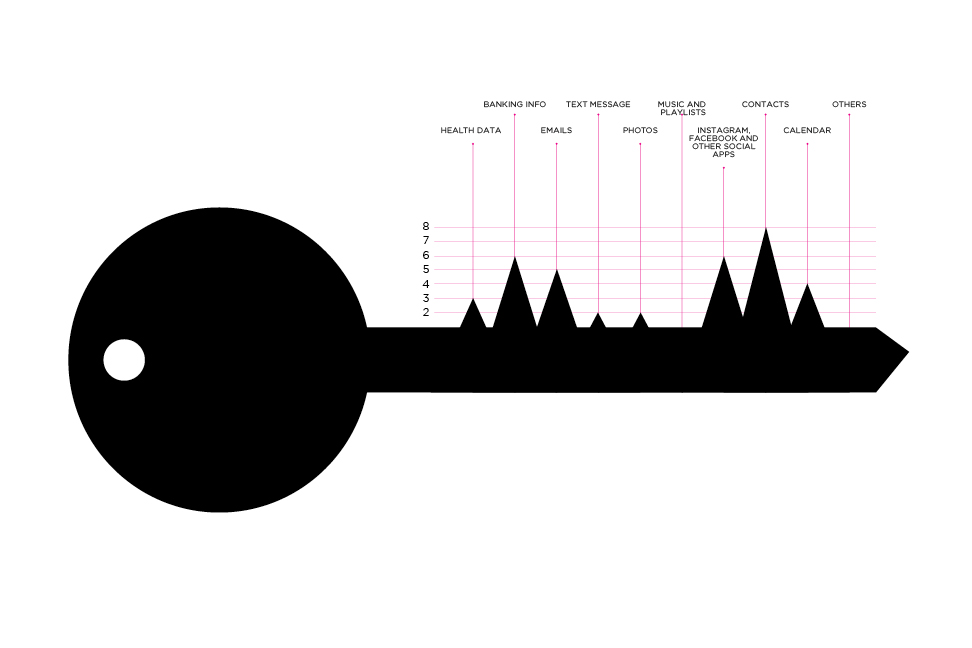 BANKING INFO
TEXT MESSAGE
MUSIC AND
PLAYLISTS
CONTACTS
OTHERS
HEALTH DATA
EMAILS
PHOTOS
INSTAGRAM,
FACEBOOK AND
OTHER SOCIAL
APPS
CALENDAR
8
7
6
5
4
3
2